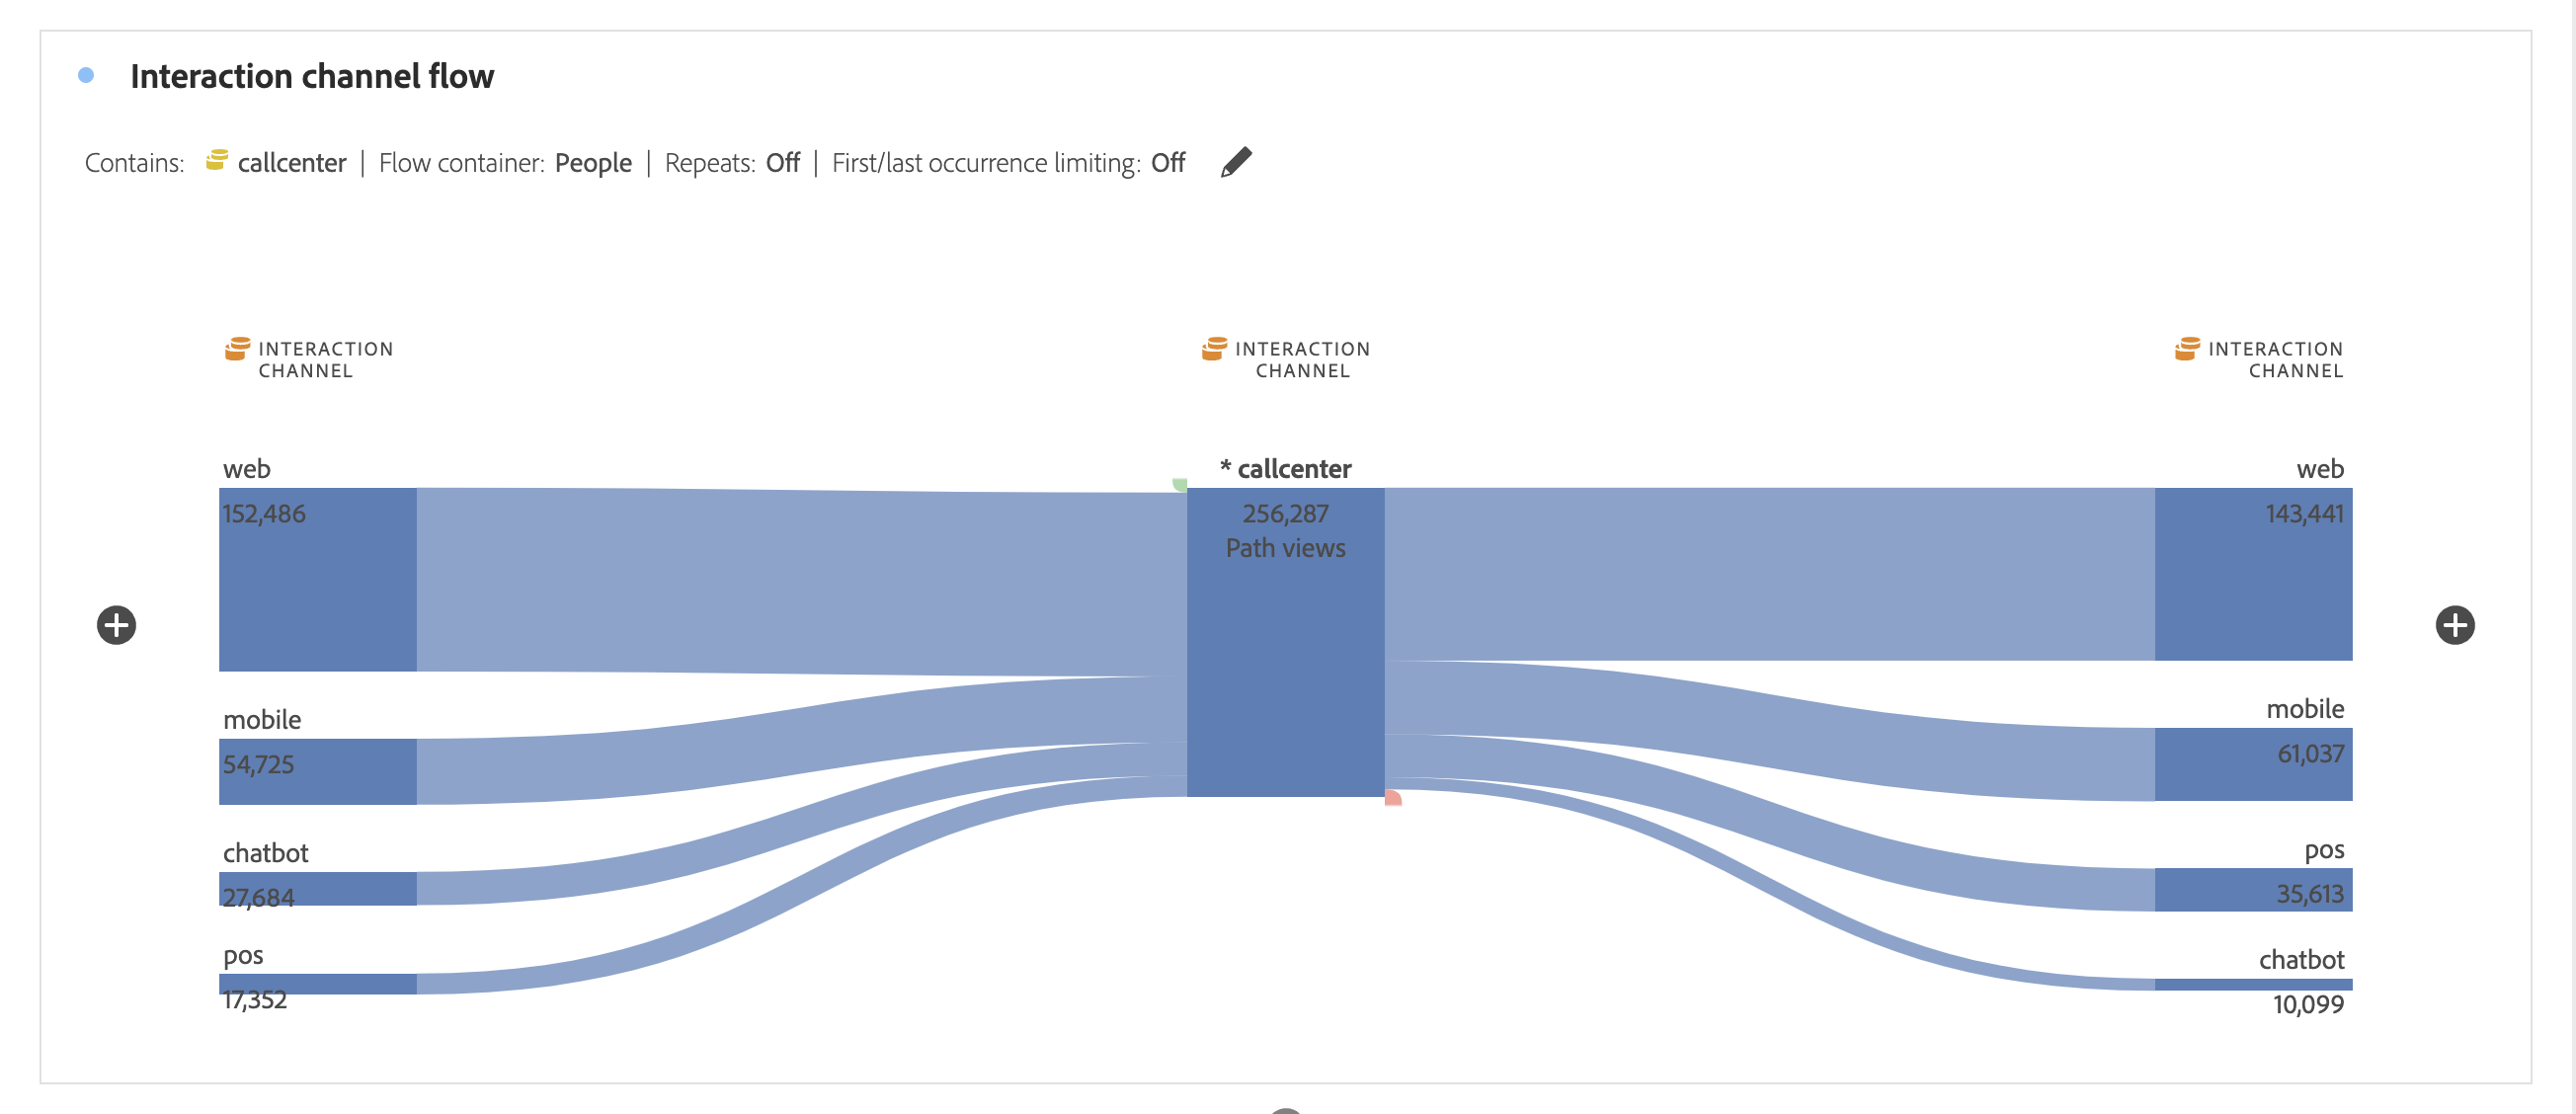 Interaction channel flow
Contains: callcenter | Flow container: People | Repeats: Off | First/last occurrence limiting: Off
INTERACTION
CHANNEL
INTERACTION
CHANNEL
INTERACTION
CHANNEL
web
152,486
mobile
54,725
chatbot
27,684
pos
17,352
* callcenter
256,287
Path views
web
143,441
mobile
61,037
pos
35,613
chatbot
10,099